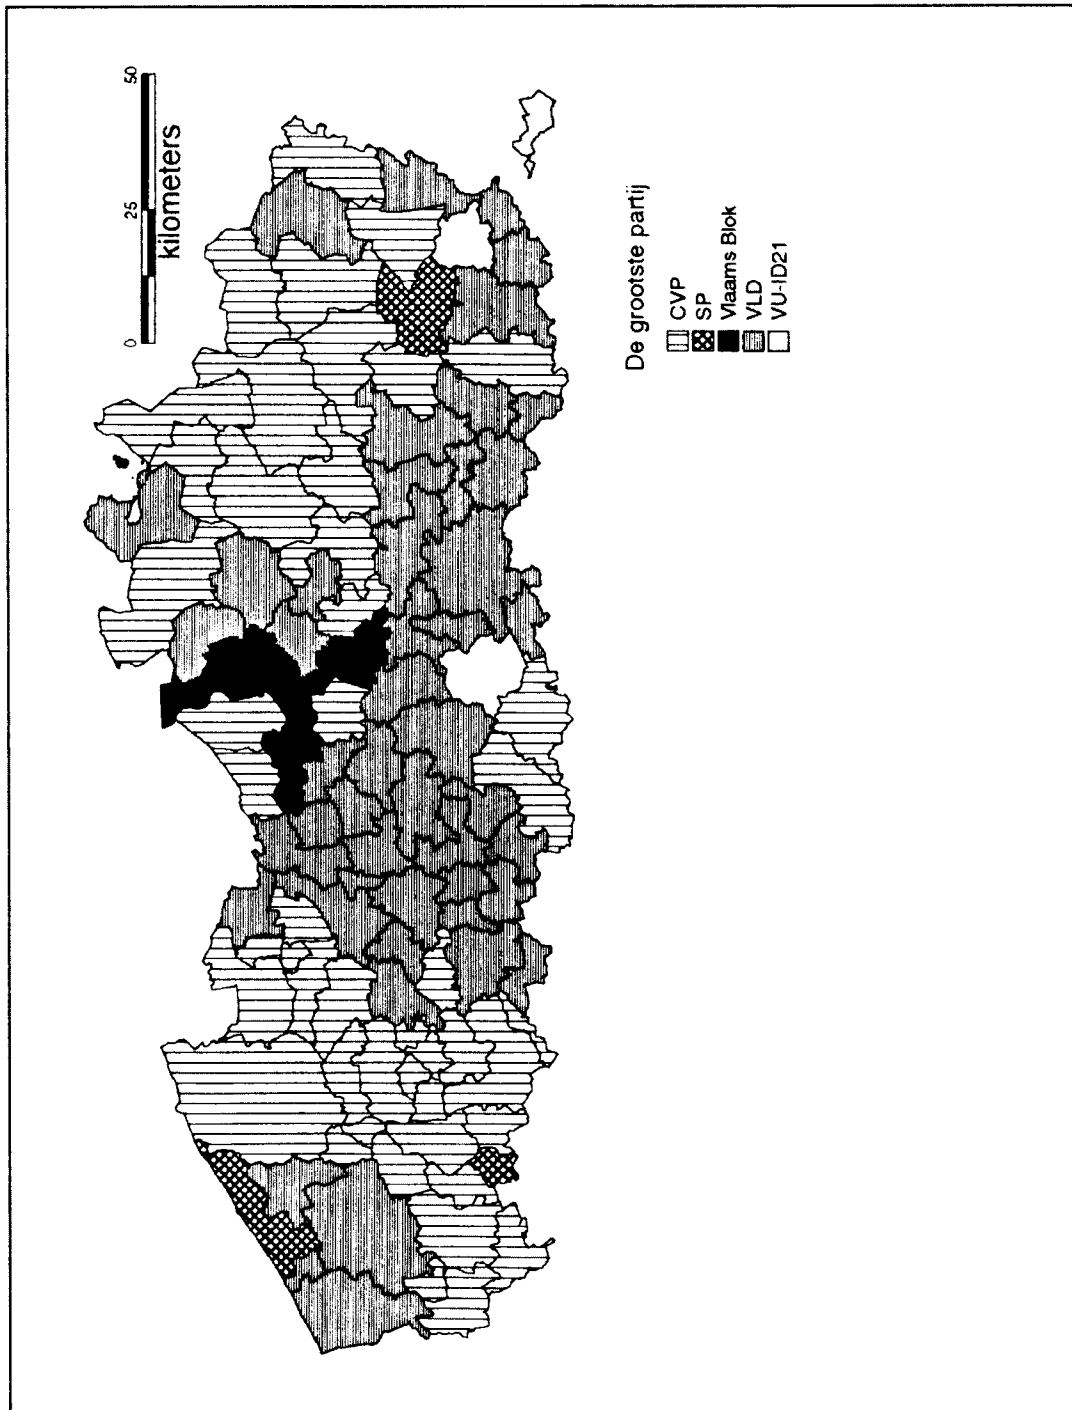 0 25 50
kilometers
De grootste partij
CVP
SP
Vlaams Blok
VLD
VU-ID21